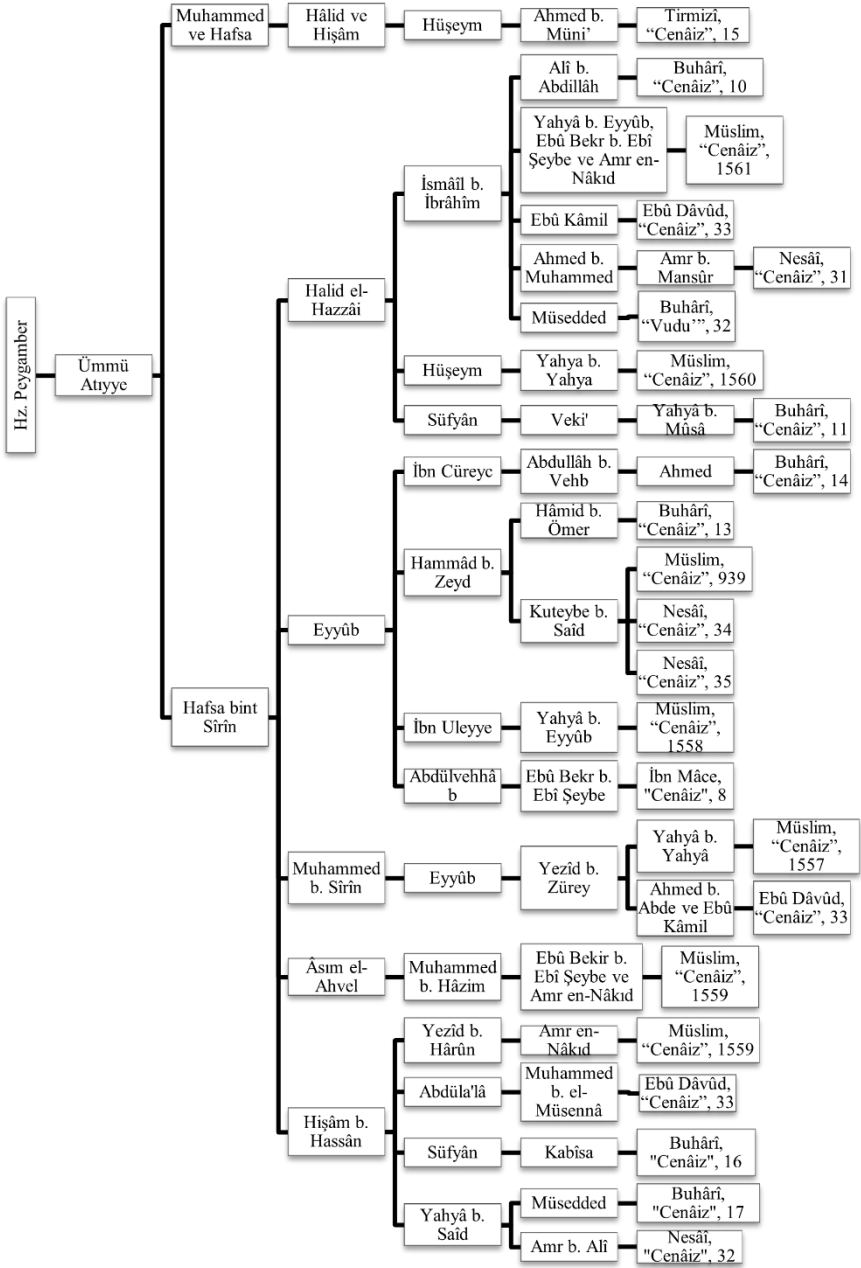 Hz. Peygamber
Ümmü
Atıyye
Muhammed
ve Hafsa
Hâlid ve
Hişâm
Hüşeym
Ahmed b.
Müni’
Tirmizî,
“Cenâiz”, 15
Hafsa bint
Sîrîn
Halid el-
Hazzâi
İsmâîl b.
İbrâhîm
Alî b.
Abdillâh
Buhârî,
“Cenâiz”, 10
Yahyâ b. Eyyûb,
Ebû Bekr b. Ebî
Şeybe ve Amr en-
Nâkıd
Müslim,
“Cenâiz”,
1561
Ebû Kâmil
Ebû Dâvûd,
“Cenâiz”, 33
Ahmed b.
Muhammed
Amr b.
Mansûr
Nesâî,
“Cenâiz”, 31
Müsedded
Buhârî,
“Vudu’”, 32
Hüşeym
Yahya b.
Yahya
Müslim,
“Cenâiz”, 1560
Süfyân
Veki'
Yahyâ b.
Mûsâ
Buhârî,
“Cenâiz”, 11
Eyyûb
İbn Cüreyc
Abdullâh b.
Vehb
Ahmed
Buhârî,
“Cenâiz”, 14
Hammâd b.
Zeyd
Hâmid b.
Ömer
Buhârî,
“Cenâiz”, 13
Kuteybe b.
Saîd
Müslim,
“Cenâiz”, 939
Nesâî,
“Cenâiz”, 34
Nesâî,
“Cenâiz”, 35
İbn Uleyye
Yahyâ b.
Eyyûb
Müslim,
“Cenâiz”,
1558
Abdülvehhâ
b
Ebû Bekr b.
Ebî Şeybe
İbn Mâce,
"Cenâiz", 8
Muhammed
b. Sîrîn
Eyyûb
Yezîd b.
Zürey
Yahyâ b.
Yahyâ
Müslim,
“Cenâiz”,
1557
Ahmed b.
Abde ve Ebû
Kâmil
Ebû Dâvûd,
“Cenâiz”, 33
Âsım el-
Ahvel
Muhammed
b. Hâzim
Ebû Bekir b.
Ebî Şeybe ve
Amr en-Nâkıd
Müslim,
“Cenâiz”,
1559
Hişâm b.
Hassân
Yezîd b.
Hârûn
Amr en-
Nâkıd
Müslim,
“Cenâiz”, 1559
Abdüla'lâ
Muhammed
b. el-
Müsennâ
Ebû Dâvûd,
“Cenâiz”, 33
Süfyân
Kabîsa
Buhârî,
"Cenâiz", 16
Yahyâ b.
Saîd
Müsedded
Buhârî,
"Cenâiz", 17
Amr b. Alî
Nesâî,
"Cenâiz", 32